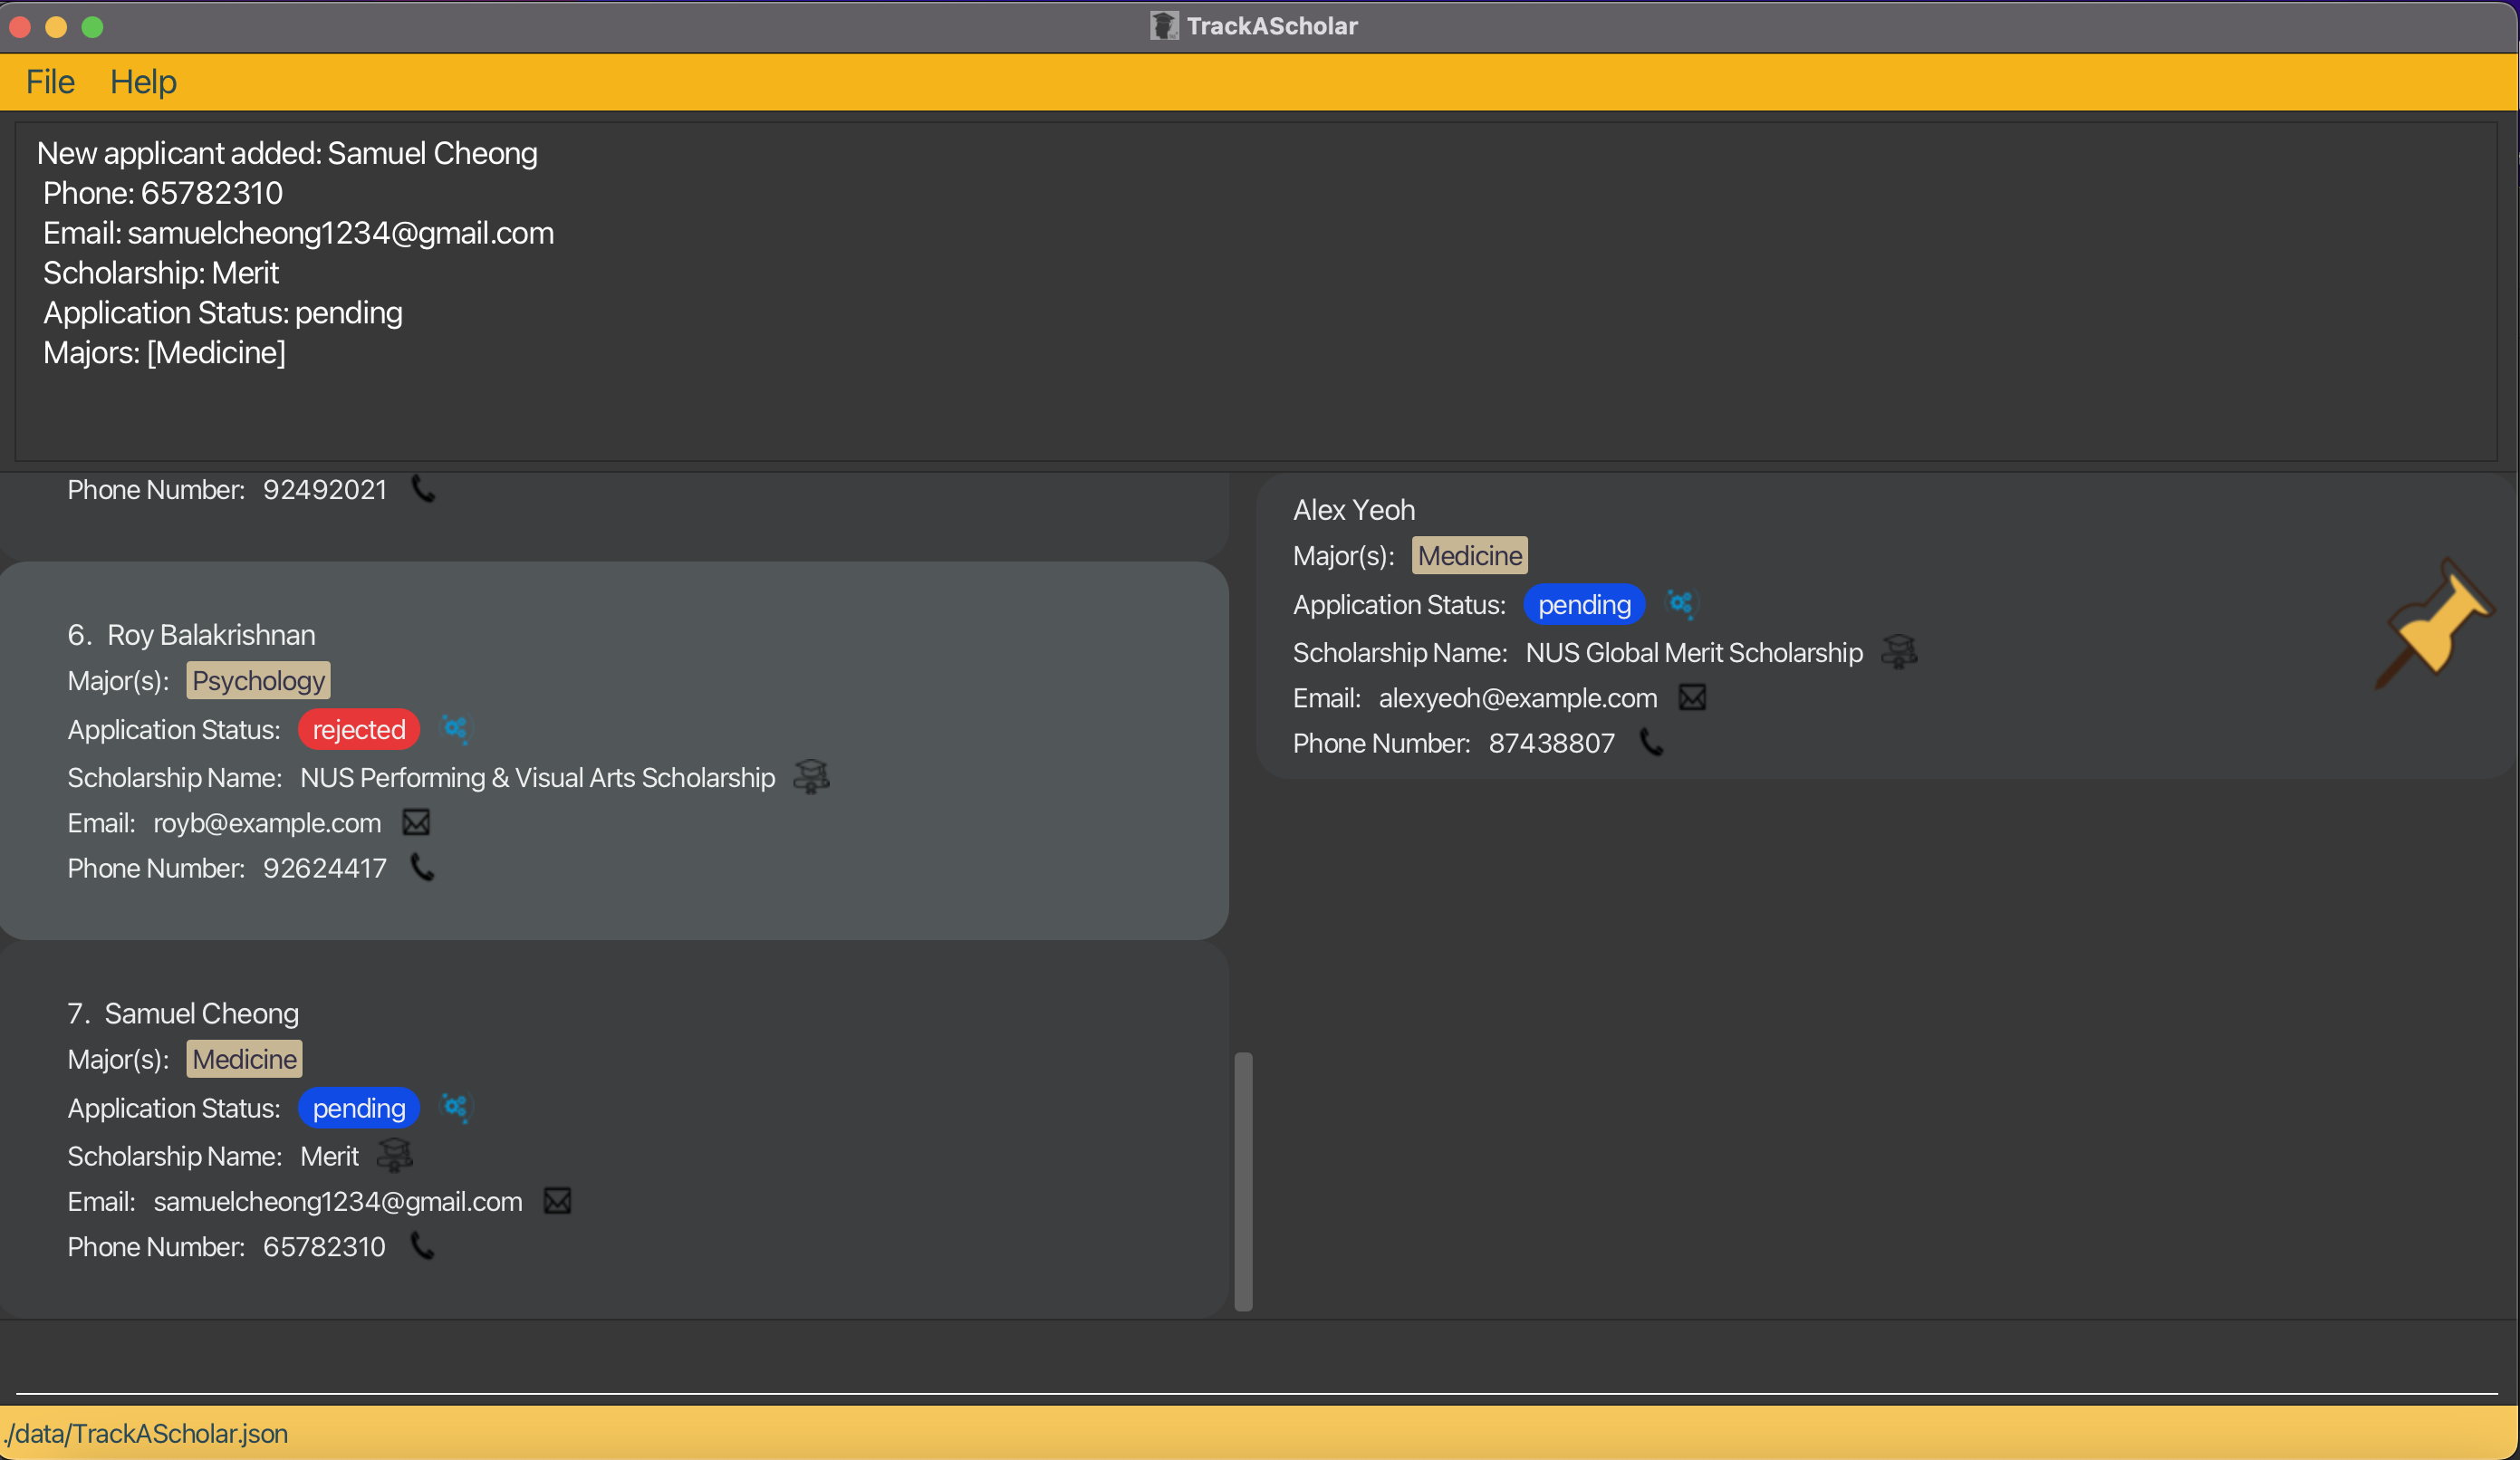 TrackAScholar
File Help
New applicant added: Samuel Cheong
Phone: 65782310
Email: samuelcheong1234@gmail.com
Scholarship: Merit
Application Status: pending
Majors: [Medicine]
Phone Number: 92492021
6. Roy Balakrishnan
Major(s): Psychology
Application Status: rejected
Scholarship Name: NUS Performing & Visual Arts Scholarship
Email: royb@example.com
Phone Number: 92624417
7. Samuel Cheong
Major(s): Medicine
Application Status: pending
Scholarship Name: Merit
Email: samuelcheong1234@gmail.com
Phone Number: 65782310
Alex Yeoh
Major(s): Medicine
Application Status: pending
Scholarship Name: NUS Global Merit Scholarship
Email: alexyeoh@example.com
Phone Number: 87438807
./data/TrackAScholar.json